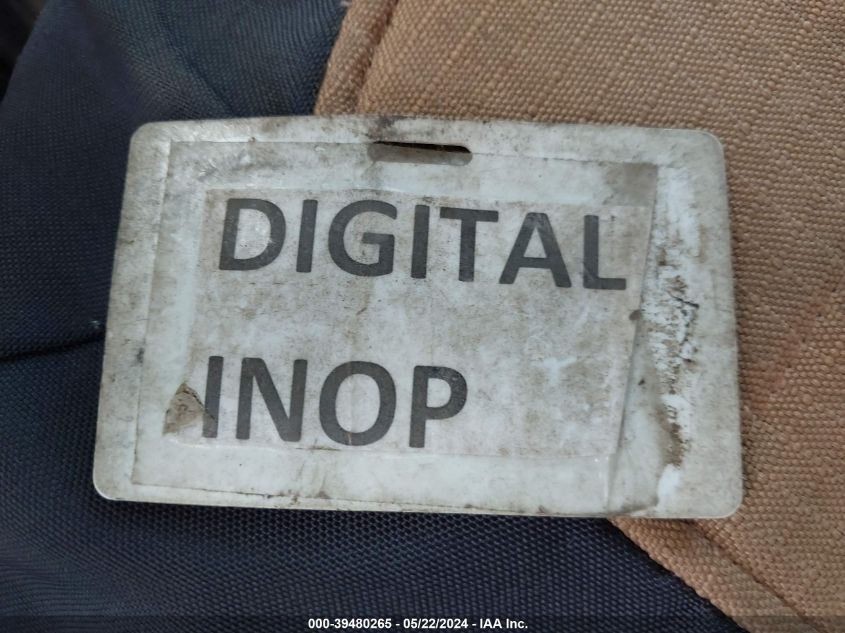 DIGITAL
INOP
000-39480265 - 05/22/2024 - IAA Inc.